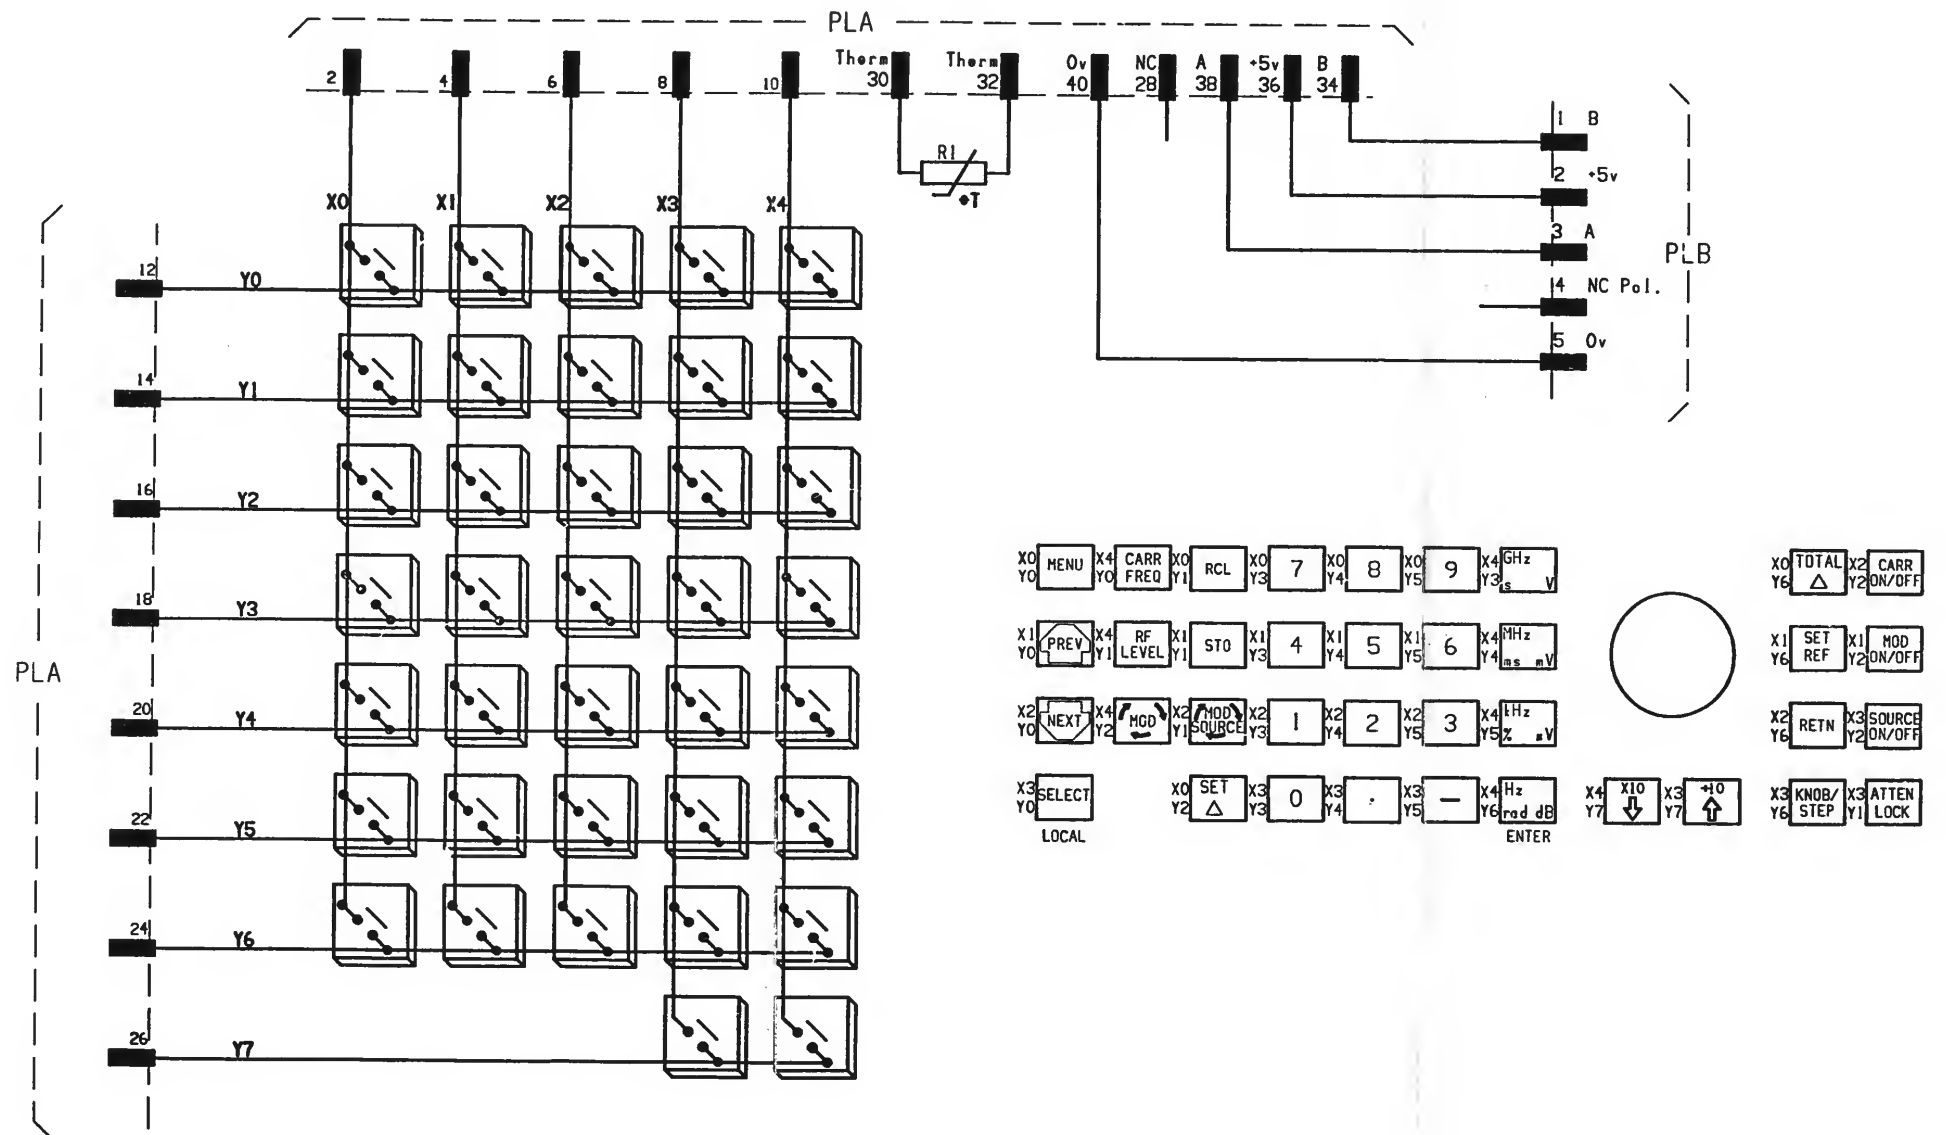 PLA
Therm Therm 0v NC A +5v B
2 4 6 8 10 30 32 40 28 38 36 34
1 B
R1
2 +5v
+T
X0 X1 X2 X3 X4
3 A
PLB
12 Y0
4 NC Pol.
5 0v
14 Y1
16 Y2
18 Y3
PLA
20 Y4
22 Y5
24 Y6
26 Y7
X0 MENU X4 CARR X0 RCL X0 7 X0 8 X0 9 X4 GHz
Y0 Y0 FREQ Y1 Y3 Y4 Y5 Y3 s V
X0 TOTAL X2 CARR
Y6 △ Y2 ON/OFF
X1 PREV X4 RF X1 STO X1 4 X1 5 X1 6 X4 MHz
Y0 Y1 LEVEL Y1 Y3 Y4 Y5 Y4 ms mV
X1 SET X1 MOD
Y6 REF Y2 ON/OFF
X2 NEXT X4 X2 MOD X2 1 X2 2 X2 3 X4 kHz
Y0 Y2 Y1 SOURCE Y3 Y4 Y5 Y5 %
X2 RETN X3 SOURCE
Y6 Y2 ON/OFF
X3 SELECT X0 SET X3 0 X3 . X3 — X4 Hz
Y0 Y2 △ Y3 Y4 Y5 Y6 rad dB
LOCAL ENTER
X4 X10 X3 ÷10
Y7 ⇩ Y7 ⇧
X3 KNOB/ X3 ATTEN
Y6 STEP Y1 LOCK